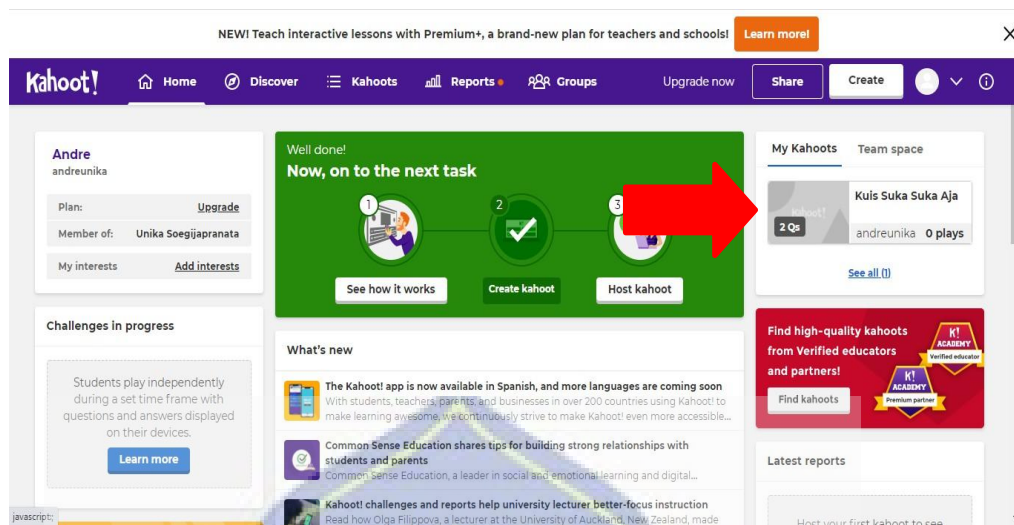 NEW! Teach interactive lessons with Premium+, a brand-new plan for teachers and schools! Learn more!
Kahoot! Home Discover Kahoots Reports Groups Upgrade now Share Create
Andre
andreunika
Plan: Upgrade
Member of: Unika Soegijapranata
My interests Add interests
Challenges in progress
Students play independently
during a set time frame with
questions and answers displayed
on their devices.
Learn more
Well done!
Now, on to the next task
1 2 3
See how it works Create kahoot Host kahoot
What's new
The Kahoot! app is now available in Spanish, and more languages are coming soon
With students, teachers, parents, and businesses in over 200 countries using Kahoot! to
make learning awesome, we continuously strive to make Kahoot! even more accessible...
Common Sense Education shares tips for building strong relationships with
students and parents
Common Sense Education, a leader in social and emotional learning and digital...
Kahoot! challenges and reports help university lecturer better-focus instruction
Read how Olga Filippova, a lecturer at the University of Auckland, New Zealand, made
My Kahoots Team space
Kahoot!
2 Qs
Kuis Suka Suka Aja
andreunika 0 plays
See all (1)
Find high-quality kahoots
from Verified educators
and partners!
Find kahoots
K!
ACADEMY
Verified educator
K!
ACADEMY
Premium partner
Latest reports
Host your first kahoot to see
javascript:;